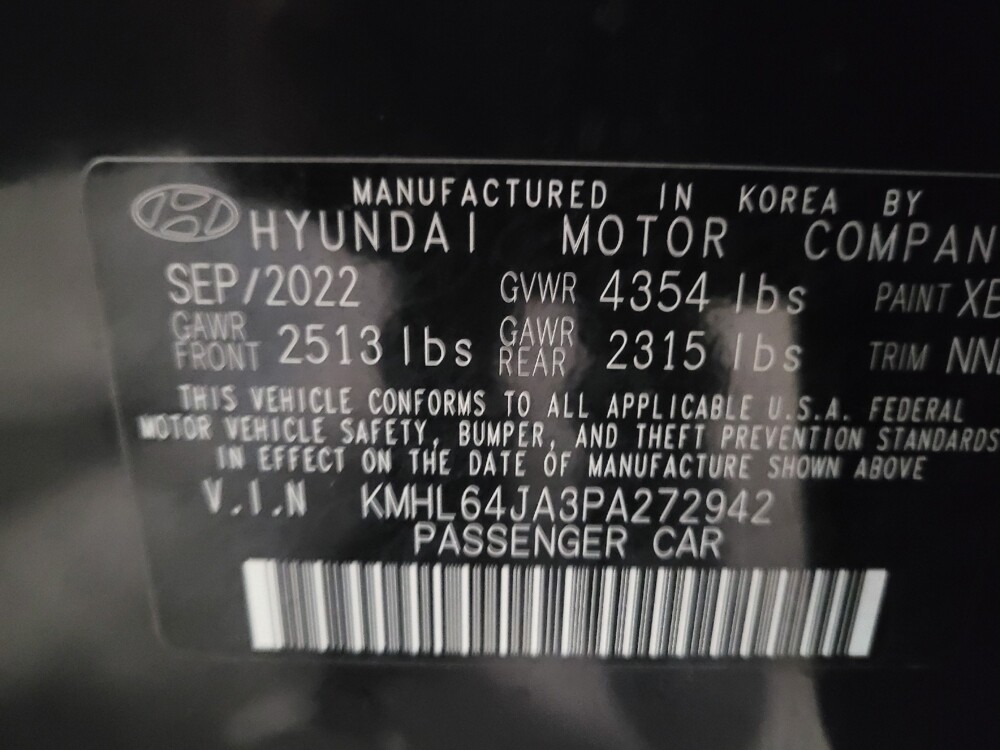 MANUFACTURED IN KOREA BY
HYUNDAI MOTOR COMPAN
SEP/2022 GVWR 4354 lbs PAINT
GAWR FRONT 2513 lbs GAWR REAR 2315 lbs TRIM
THIS VEHICLE CONFORMS TO ALL APPLICABLE U.S.A. FEDERAL
MOTOR VEHICLE SAFETY, BUMPER, AND THEFT PREVENTION STANDARDS
IN EFFECT ON THE DATE OF MANUFACTURE SHOWN ABOVE
V.I.N KMHL64JA3PA272942
PASSENGER CAR